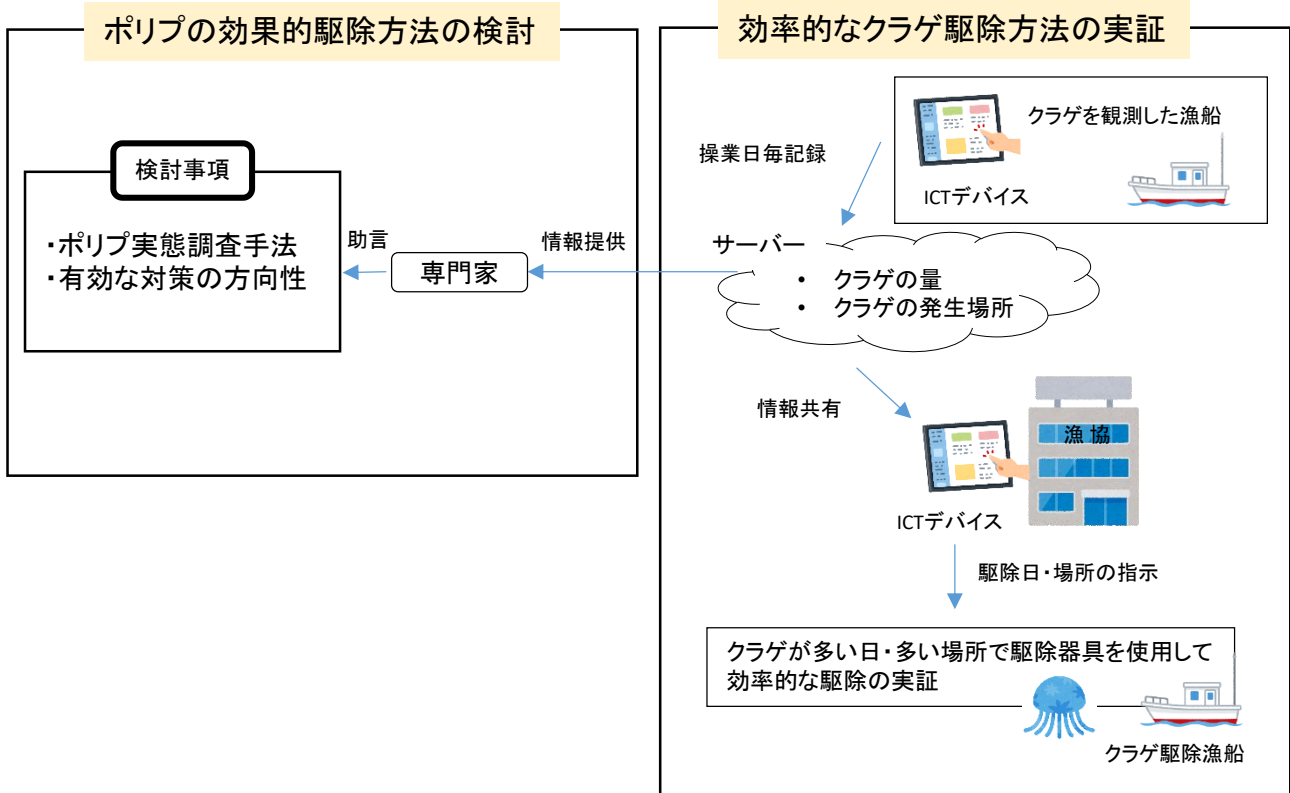 ポリプの効果的駆除方法の検討
検討事項
・ポリプ実態調査手法
・有効な対策の方向性
助言
専門家
情報提供
効率的なクラゲ駆除方法の実証
クラゲを観測した漁船
ICTデバイス
操業日毎記録
サーバー
・ クラゲの量
・ クラゲの発生場所
情報共有
漁協
ICTデバイス
駆除日・場所の指示
クラゲが多い日・多い場所で駆除器具を使用して
効率的な駆除の実証
クラゲ駆除漁船